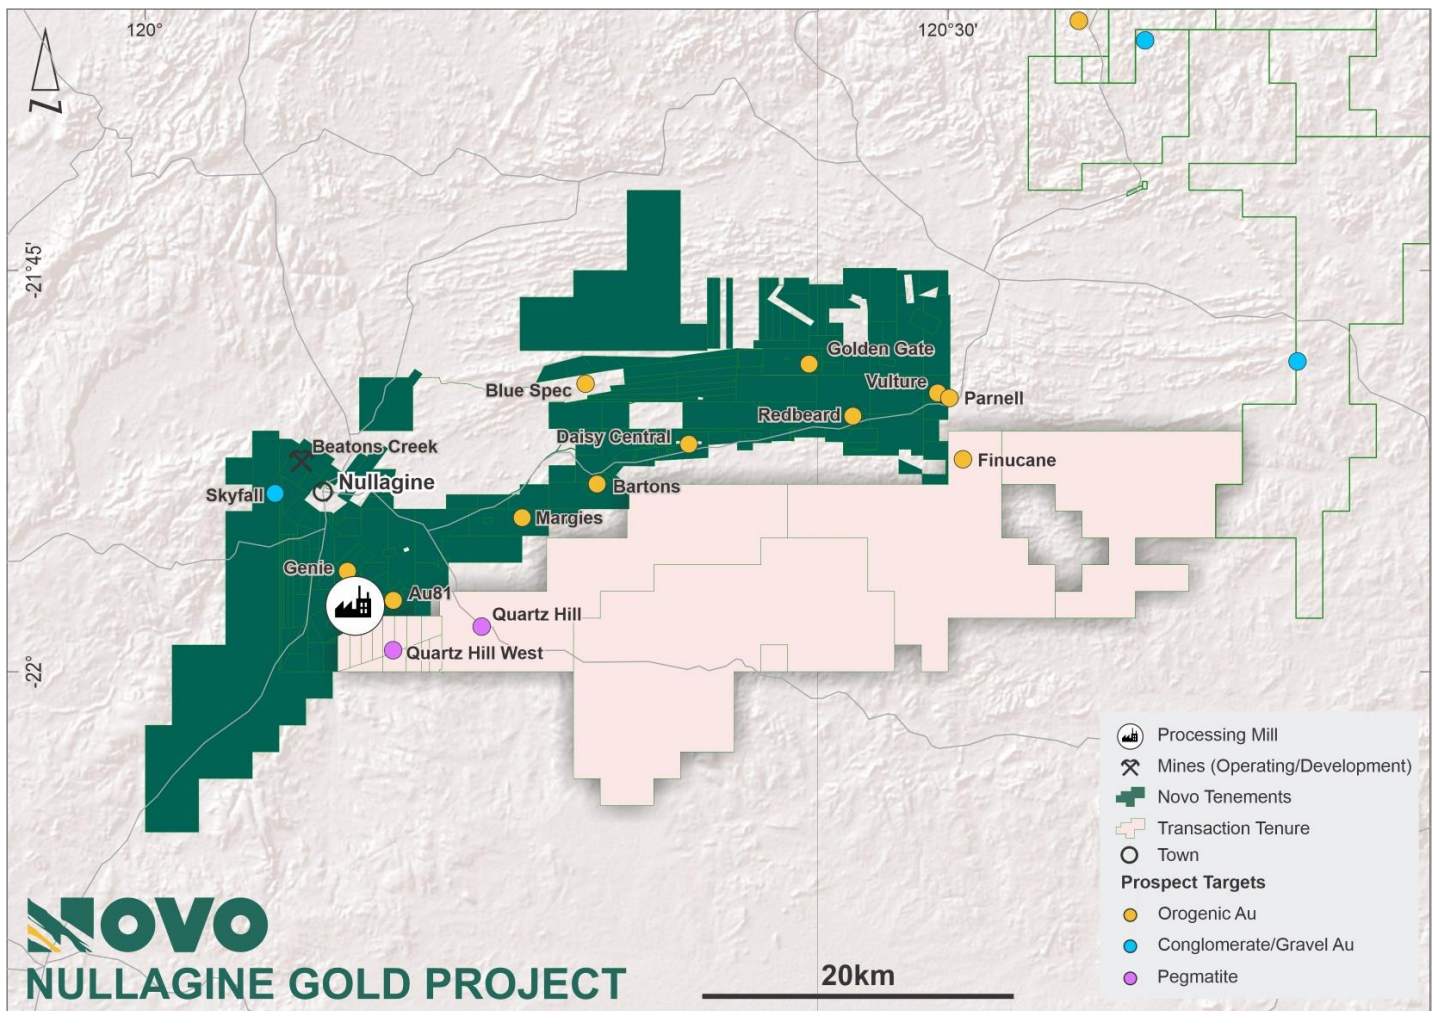 120°
120°30'
N
-21°45'
Golden Gate
Blue Spec
Vulture
Parnell
Redbeard
Daisy Central
Beatons Creek
Finucane
Nullagine
Skyfall
Bartons
Margies
Genie
Au81
Quartz Hill
Quartz Hill West
-22°
Processing Mill
Mines (Operating/Development)
Novo Tenements
Transaction Tenure
Town
Prospect Targets
Orogenic Au
Conglomerate/Gravel Au
Pegmatite
NOVO
NULLAGINE GOLD PROJECT
20km